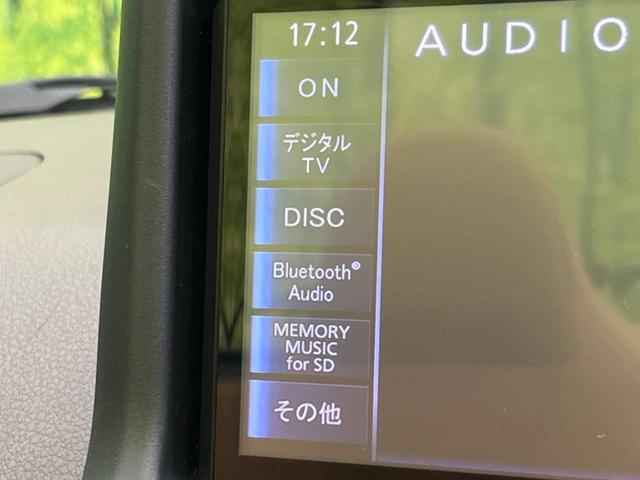 17:12
AUDIO
ON
デジタル
TV
DISC
Bluetooth®
Audio
MEMORY
MUSIC
for SD
その他